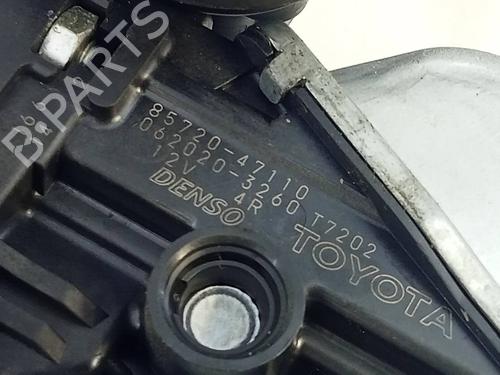 85720-47110
062020-3260 T7202
12V 4R
DENSO
TOYOTA
B-PARTS